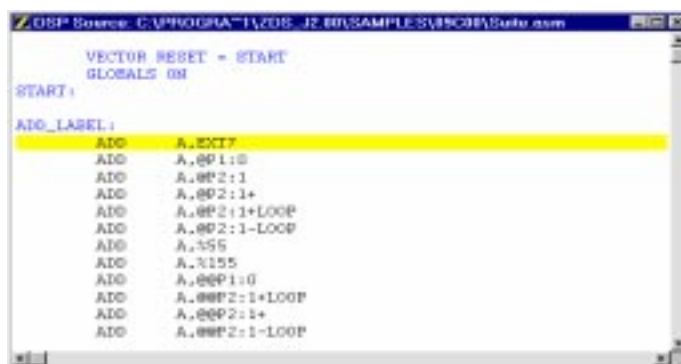 DSP Source: C:\PROGRA~1\ZDS_J2.00\SAMPLES\89C00\Suite.asm
VECTOR RESET = START
GLOBALS ON
START:
ADD_LABEL:
ADD A,EXT7
ADD A,@P1:0
ADD A,@P2:1
ADD A,@P2:1+
ADD A,@P2:1+LOOP
ADD A,@P2:1-LOOP
ADD A,%55
ADD A,%155
ADD A,@@P1:0
ADD A,@@P2:1+LOOP
ADD A,@@P2:1+
ADD A,@@P2:1-LOOP